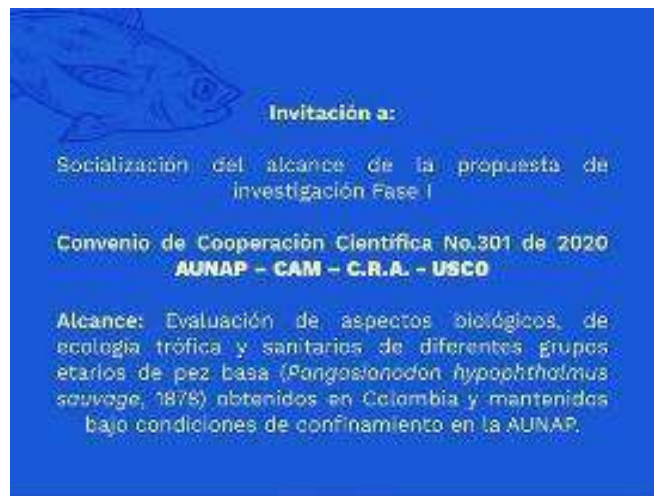 Invitación a:
Socialización del alcance de la propuesta de
investigación Fase I
Convenio de Cooperación Científica No.301 de 2020
AUNAP – CAM – C.R.A. – USCO
Alcance: Evaluación de aspectos biológicos, de
ecología trófica y sanitarios de diferentes grupos
etarios de pez basa (Pangasianodon hypophthalmus
sauvage, 1878) obtenidos en Colombia y mantenidos
bajo condiciones de confinamiento en la AUNAP.